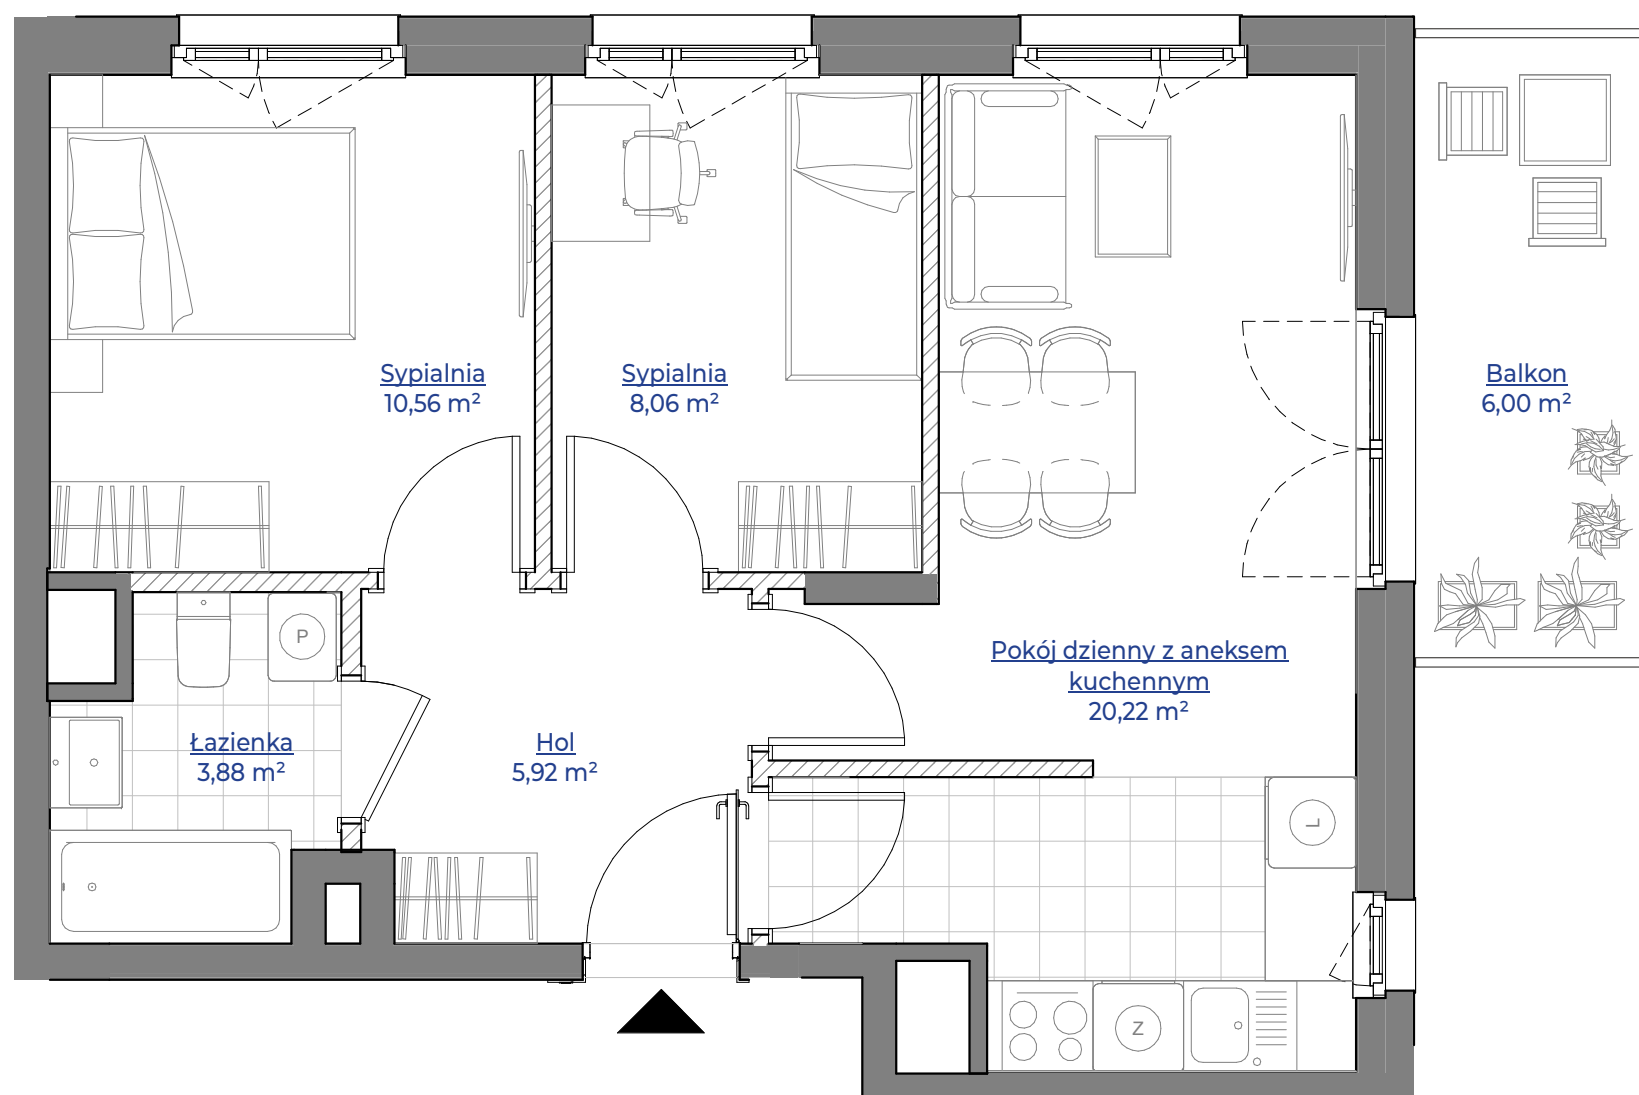 Sypialnia
10,56 m²
Sypialnia
8,06 m²
Balkon
6,00 m²
P
Pokój dzienny z aneksem
kuchennym
20,22 m²
Łazienka
3,88 m²
Hol
5,92 m²
L
Z